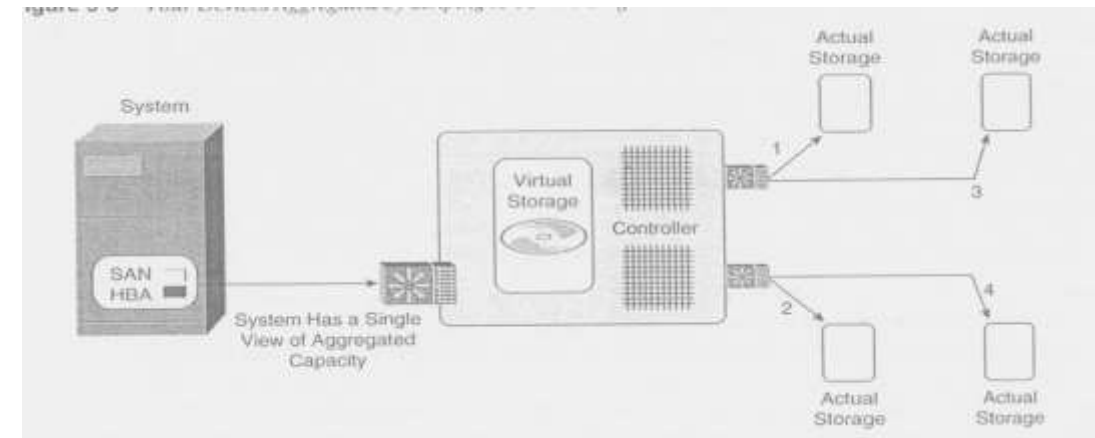 Actual
Storage
Actual
Storage
System
1
Virtual
Storage
3
Controller
SAN
HBA
4
2
System Has a Single
View of Aggregated
Capacity
Actual
Storage
Actual
Storage